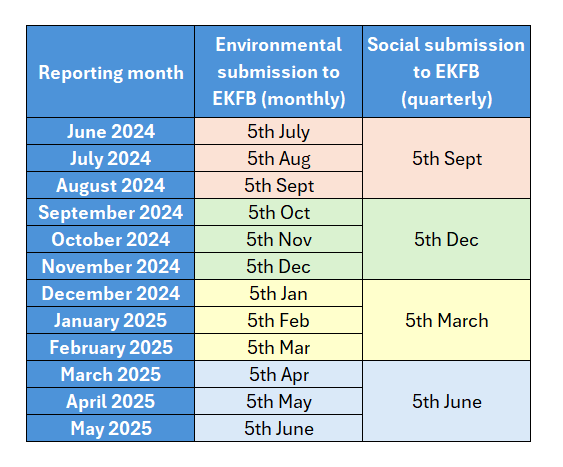 Reporting month
Environmental
submission to
EKFB (monthly)
Social submission
to EKFB
(quarterly)
June 2024
5th July
July 2024
5th Aug
5th Sept
August 2024
5th Sept
September 2024
5th Oct
October 2024
5th Nov
5th Dec
November 2024
5th Dec
December 2024
5th Jan
January 2025
5th Feb
5th March
February 2025
5th Mar
March 2025
5th Apr
April 2025
5th May
5th June
May 2025
5th June